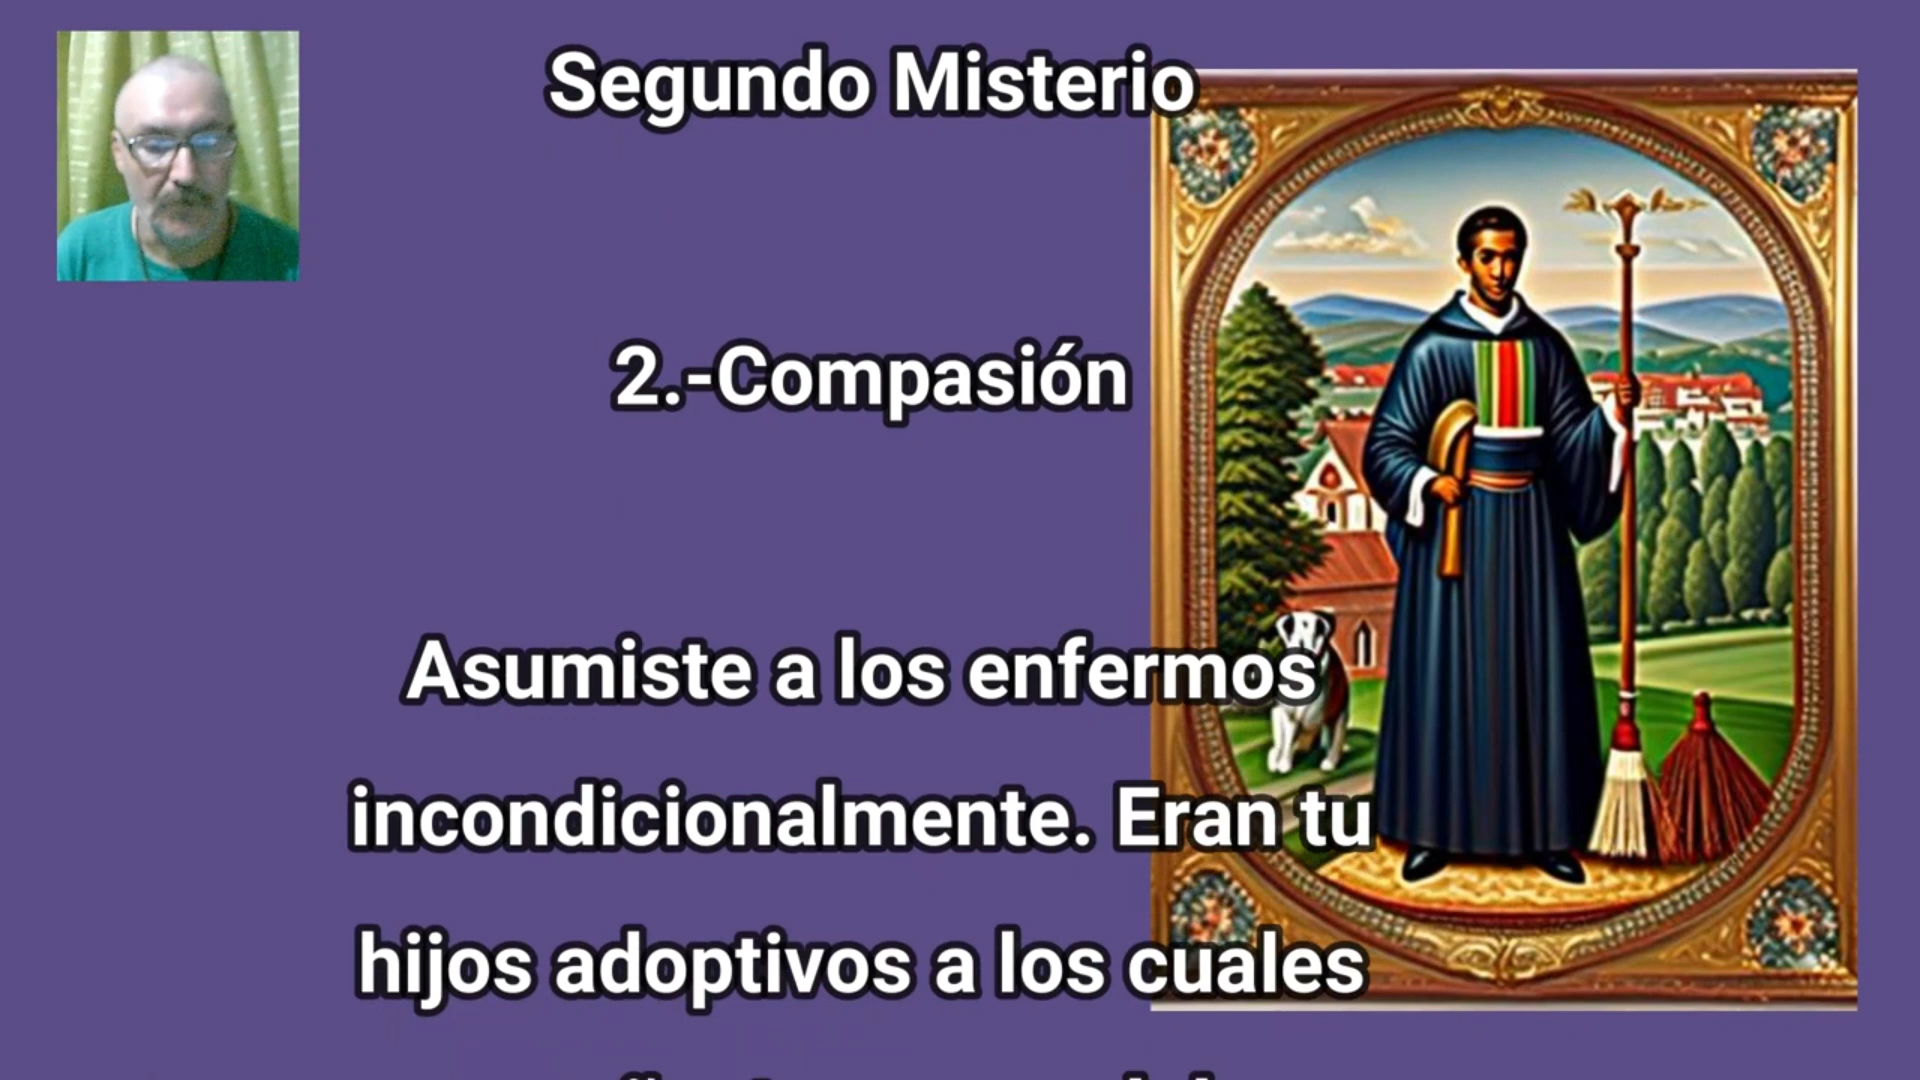 Segundo Misterio
2.-Compasión
Asumiste a los enfermos
incondicionalmente. Eran tu
hijos adoptivos a los cuales